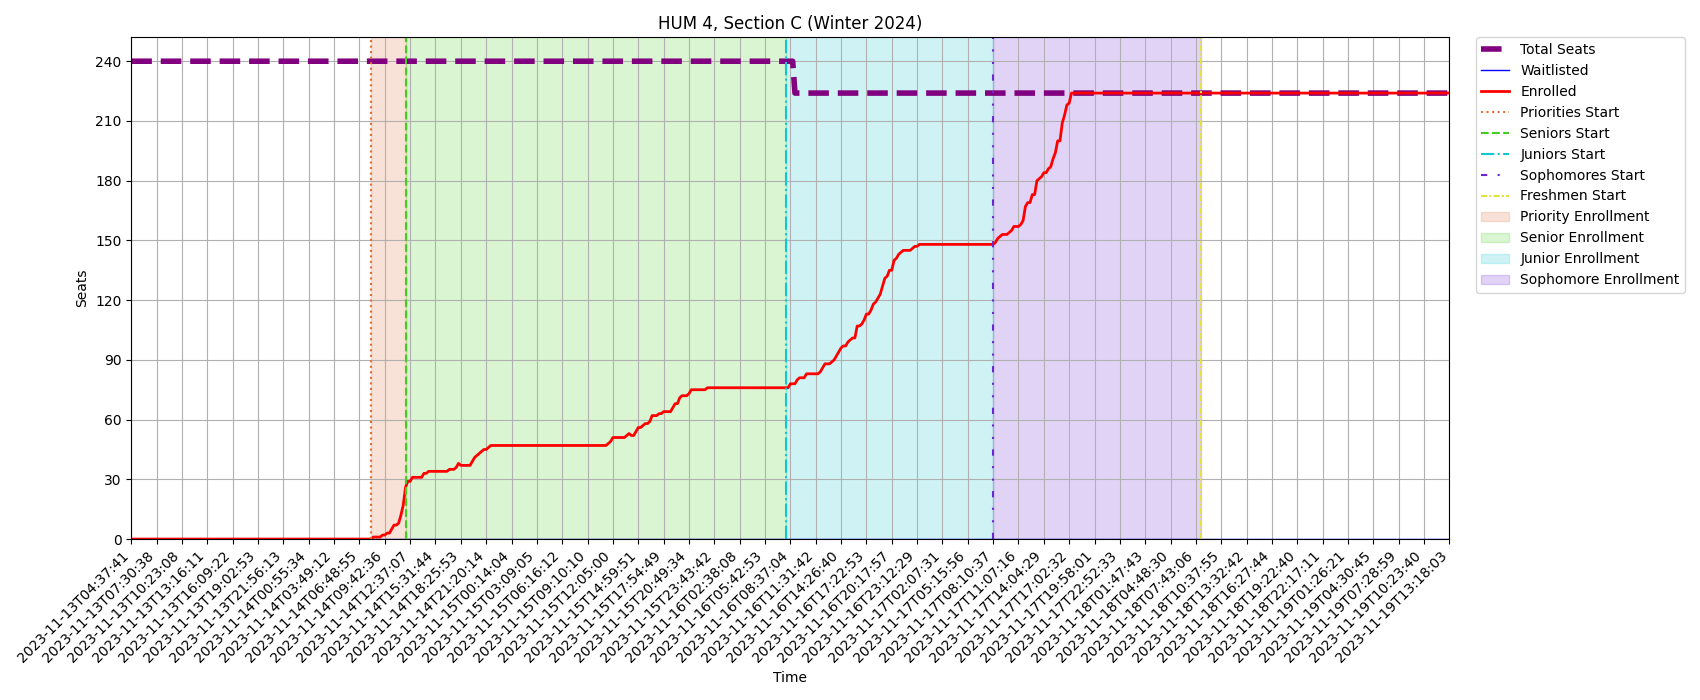 HUM 4, Section C (Winter 2024)
Total Seats
Waitlisted
Enrolled
Priorities Start
Seniors Start
Juniors Start
Sophomores Start
Freshmen Start
Priority Enrollment
Senior Enrollment
Junior Enrollment
Sophomore Enrollment
Seats
240
210
180
150
120
90
60
30
0
2023-11-13T04:37:41
2023-11-13T07:30:38
2023-11-13T10:23:08
2023-11-13T13:16:11
2023-11-13T16:09:22
2023-11-13T19:02:53
2023-11-13T21:56:13
2023-11-14T00:55:34
2023-11-14T03:49:12
2023-11-14T06:48:55
2023-11-14T09:42:36
2023-11-14T12:37:07
2023-11-14T15:31:44
2023-11-14T18:25:53
2023-11-14T21:20:14
2023-11-15T00:14:04
2023-11-15T03:09:05
2023-11-15T06:16:12
2023-11-15T09:10:10
2023-11-15T12:05:00
2023-11-15T14:59:51
2023-11-15T17:54:49
2023-11-15T20:49:34
2023-11-15T23:43:42
2023-11-16T02:38:08
2023-11-16T05:42:53
2023-11-16T08:37:04
2023-11-16T11:31:42
2023-11-16T14:26:40
2023-11-16T17:22:53
2023-11-16T20:17:57
2023-11-16T23:12:29
2023-11-17T02:07:31
2023-11-17T05:15:56
2023-11-17T08:10:37
2023-11-17T11:07:16
2023-11-17T14:04:29
2023-11-17T17:02:32
2023-11-17T19:58:01
2023-11-17T22:52:33
2023-11-18T01:47:43
2023-11-18T04:48:30
2023-11-18T07:43:06
2023-11-18T10:37:55
2023-11-18T13:32:42
2023-11-18T16:27:44
2023-11-18T19:22:40
2023-11-18T22:17:11
2023-11-19T01:26:21
2023-11-19T04:30:45
2023-11-19T07:28:59
2023-11-19T10:23:40
2023-11-19T13:18:03
Time